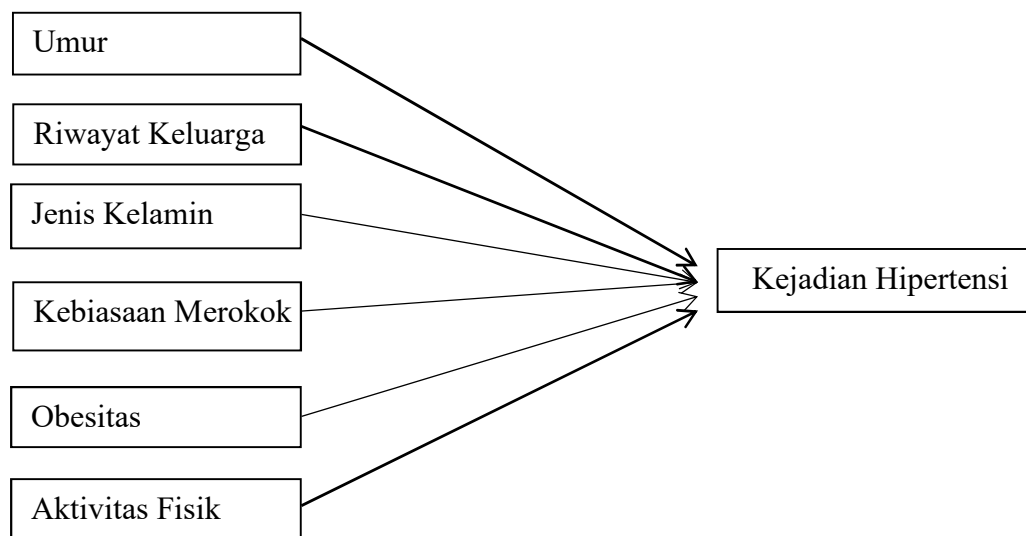 Umur
Riwayat Keluarga
Jenis Kelamin
Kebiasaan Merokok
Obesitas
Aktivitas Fisik
Kejadian Hipertensi